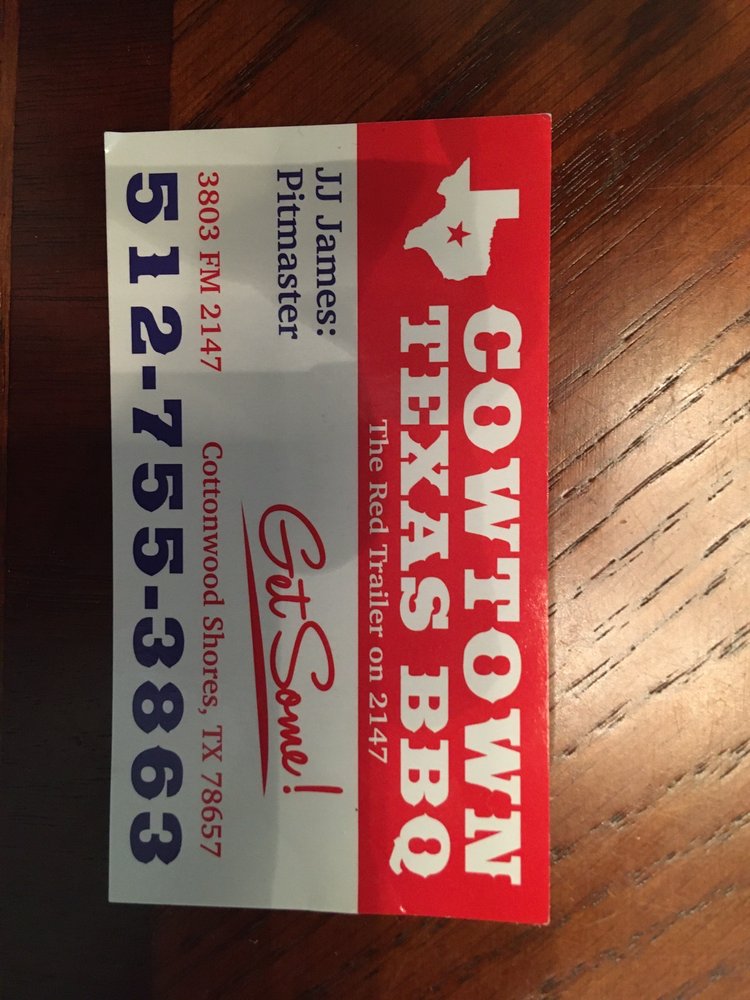 COWTOWN
TEXAS BBQ
The Red Trailer on 2147
JJ James:
Pitmaster
Get Some!
3803 FM 2147 Cottonwood Shores, TX 78657
512-755-3863